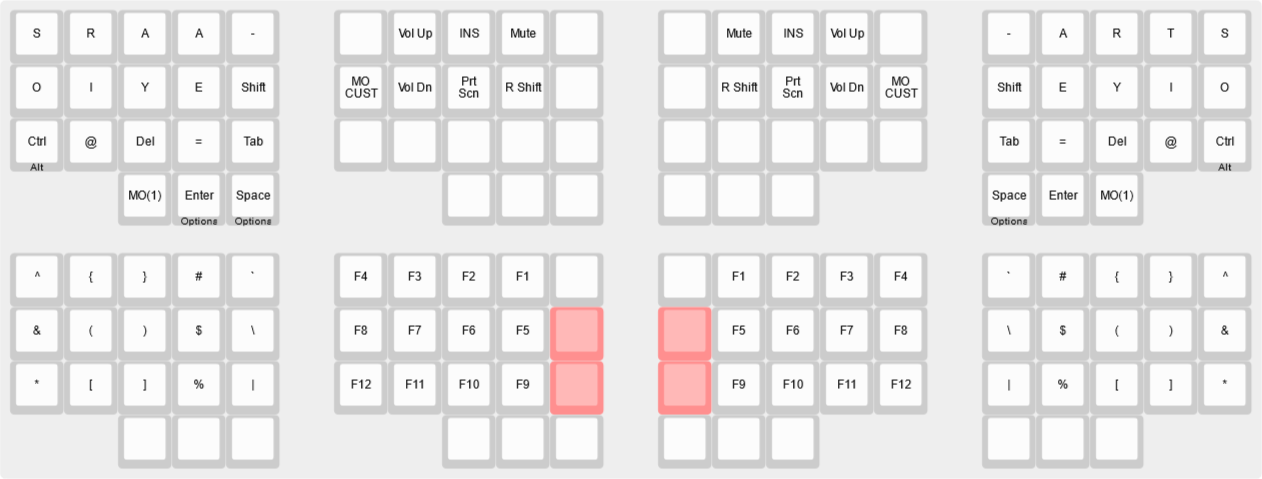 S R A A - Vol Up INS Mute Mute INS Vol Up - A R T S
O I Y E Shift MO CUST Vol Dn Prt Scn R Shift R Shift Prt Scn Vol Dn MO CUST Shift E Y I O
Ctrl @ Del = Tab Tab = Del @ Ctrl
Alt Alt
MO(1) Enter Space Space Enter MO(1)
Optiona Optiona Optiona
^ { } # ` F4 F3 F2 F1 F1 F2 F3 F4 ` # { } ^
& ( ) $ \ F8 F7 F6 F5 F5 F6 F7 F8 \ $ ( ) &
* [ ] % | F12 F11 F10 F9 F9 F10 F11 F12 | % [ ] *